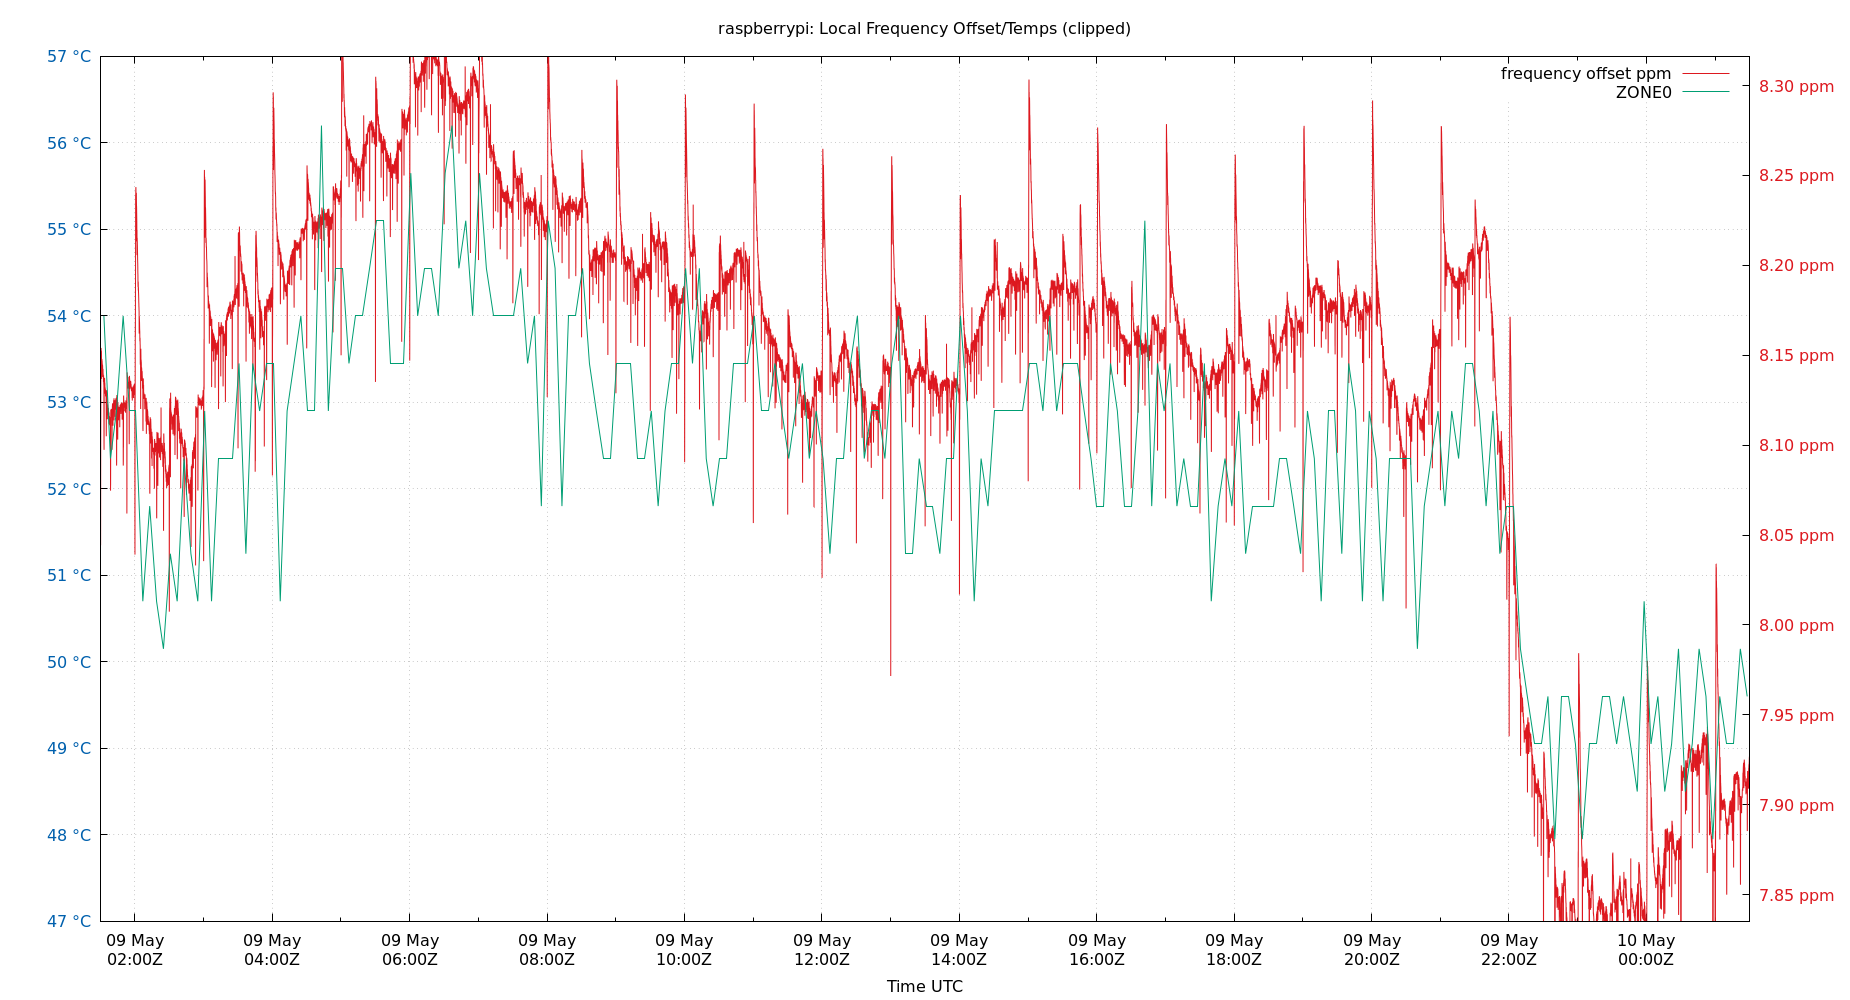 raspberrypi: Local Frequency Offset/Temps (clipped)
frequency offset ppm
ZONE0
57 °C
56 °C
55 °C
54 °C
53 °C
52 °C
51 °C
50 °C
49 °C
48 °C
47 °C
8.30 ppm
8.25 ppm
8.20 ppm
8.15 ppm
8.10 ppm
8.05 ppm
8.00 ppm
7.95 ppm
7.90 ppm
7.85 ppm
09 May 09 May 09 May 09 May 09 May 09 May 09 May 09 May 09 May 09 May 09 May 10 May
02:00Z 04:00Z 06:00Z 08:00Z 10:00Z 12:00Z 14:00Z 16:00Z 18:00Z 20:00Z 22:00Z 00:00Z
Time UTC